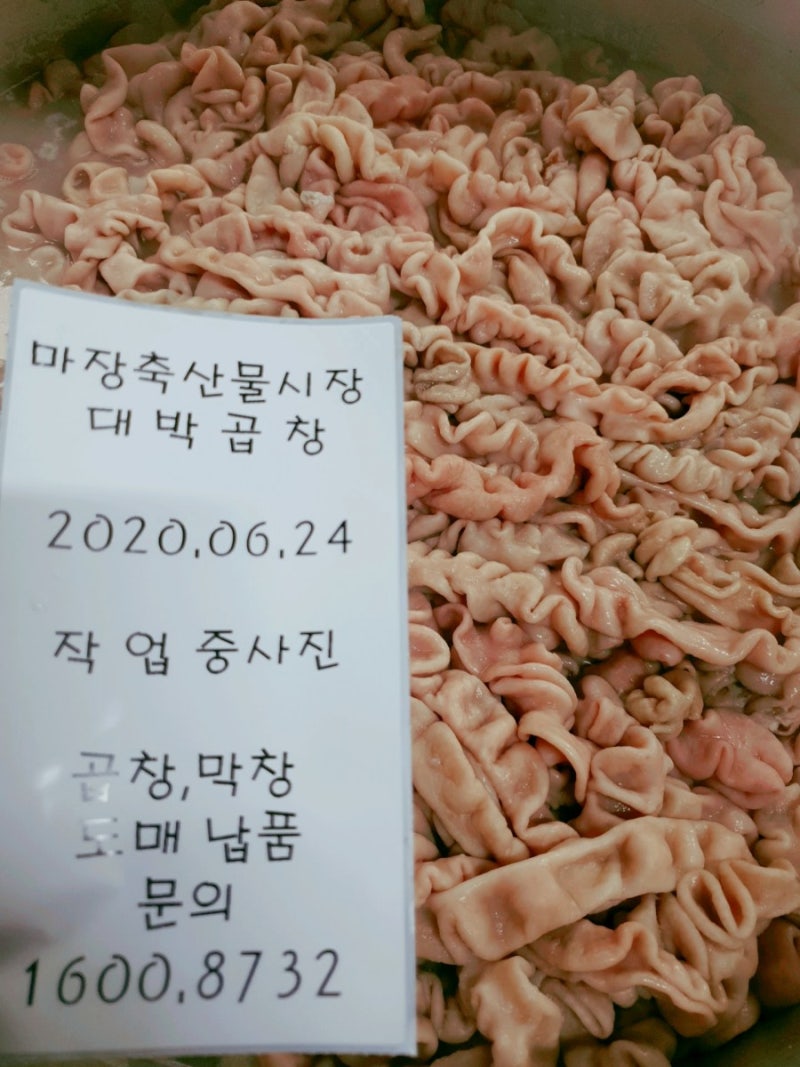 마장축산물시장
대박곱창
2020.06.24
작업중사진
곱창,막창
도매 납품
문의
1600.8732